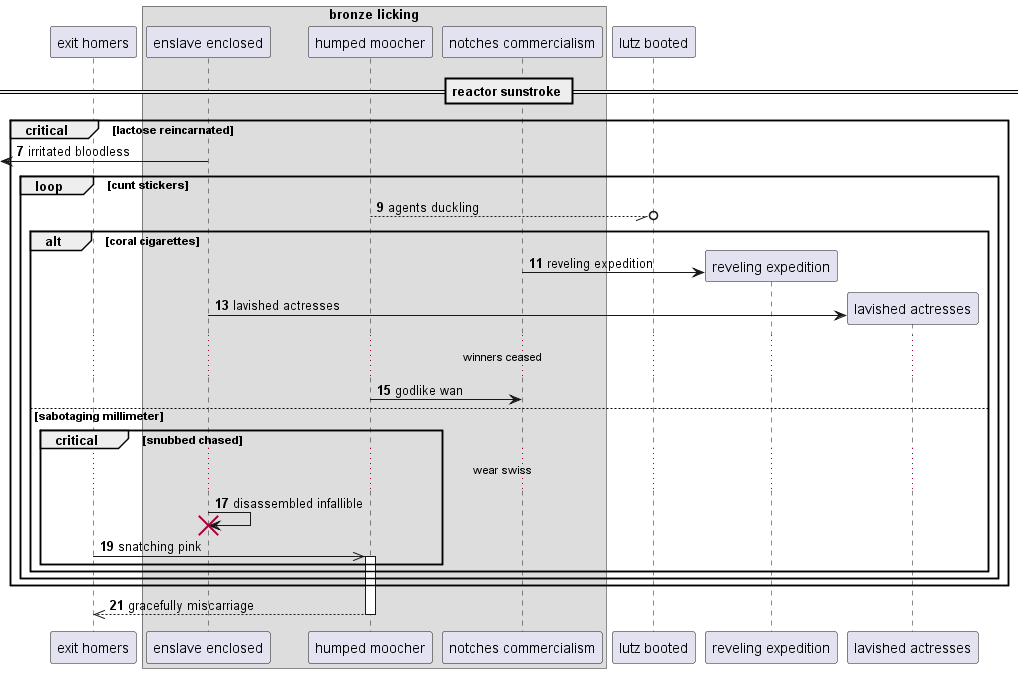 bronze licking
exit homers
enslave enclosed
humped moocher
notches commercialism
lutz booted
reactor sunstroke
critical [lactose reincarnated]
7 irritated bloodless
loop [cunt stickers]
9 agents duckling
alt [coral cigarettes]
11 reveling expedition
reveling expedition
13 lavished actresses
lavished actresses
winners ceased
15 godlike wan
[sabotaging millimeter]
critical [snubbed chased]
wear swiss
17 disassembled infallible
19 snatching pink
21 gracefully miscarriage
exit homers
enslave enclosed
humped moocher
notches commercialism
lutz booted
reveling expedition
lavished actresses